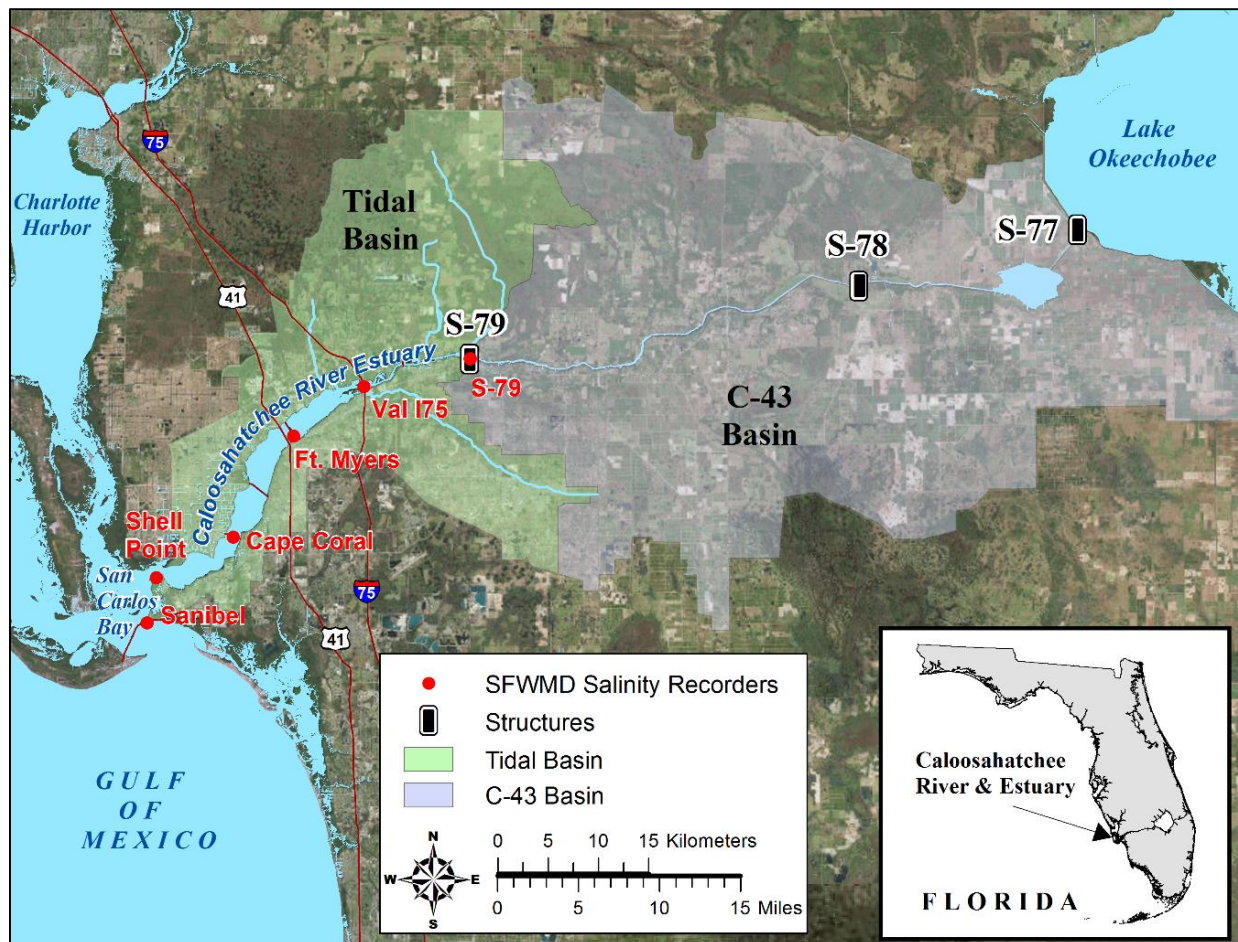 75
Lake
Okeechobee
Charlotte
Harbor
Tidal
Basin
S-77
S-78
41
S-79
S-79
Caloosahatchee River Estuary
Val I75
C-43
Basin
Ft. Myers
Shell
Point
Cape Coral
San
Carlos
Bay
Sanibel
75
41
GULF
OF
MEXICO
SFWMD Salinity Recorders
Structures
Tidal Basin
C-43 Basin
N
W E
S
0 5 10 15 Kilometers
0 5 10 15 Miles
Caloosahatchee
River & Estuary
FLORIDA